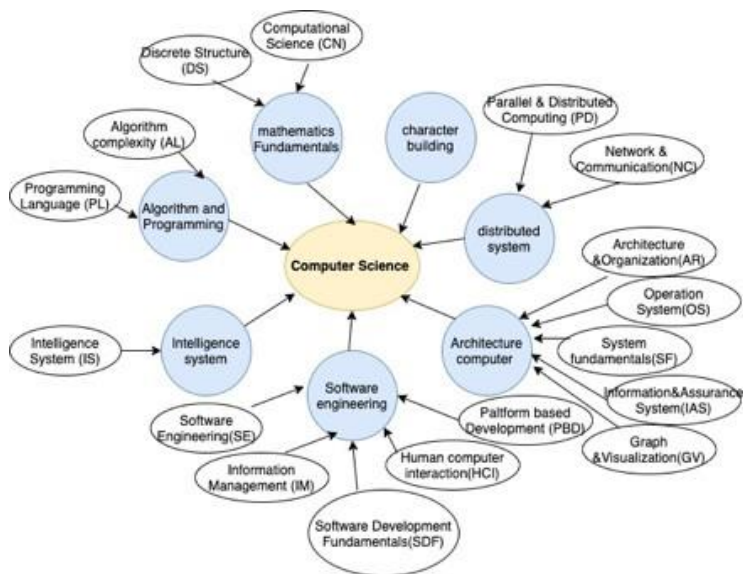 Computational
Science (CN)
Discrete Structure
(DS)
mathematics
Fundamentals
character
building
Parallel & Distributed
Computing (PD)
Network &
Communication(NC)
distributed
system
Algorithm
complexity (AL)
Programming
Language (PL)
Algorithm and
Programming
Computer Science
Architecture
&Organization(AR)
Operation
System(OS)
System
fundamentals(SF)
Information&Assurance
System(IAS)
Graph
&Visualization(GV)
Architecture
computer
Intelligence
System (IS)
Intelligence
system
Software
engineering
Software
Engineering(SE)
Information
Management (IM)
Software Development
Fundamentals(SDF)
Human computer
interaction(HCI)
Paltform based
Development (PBD)